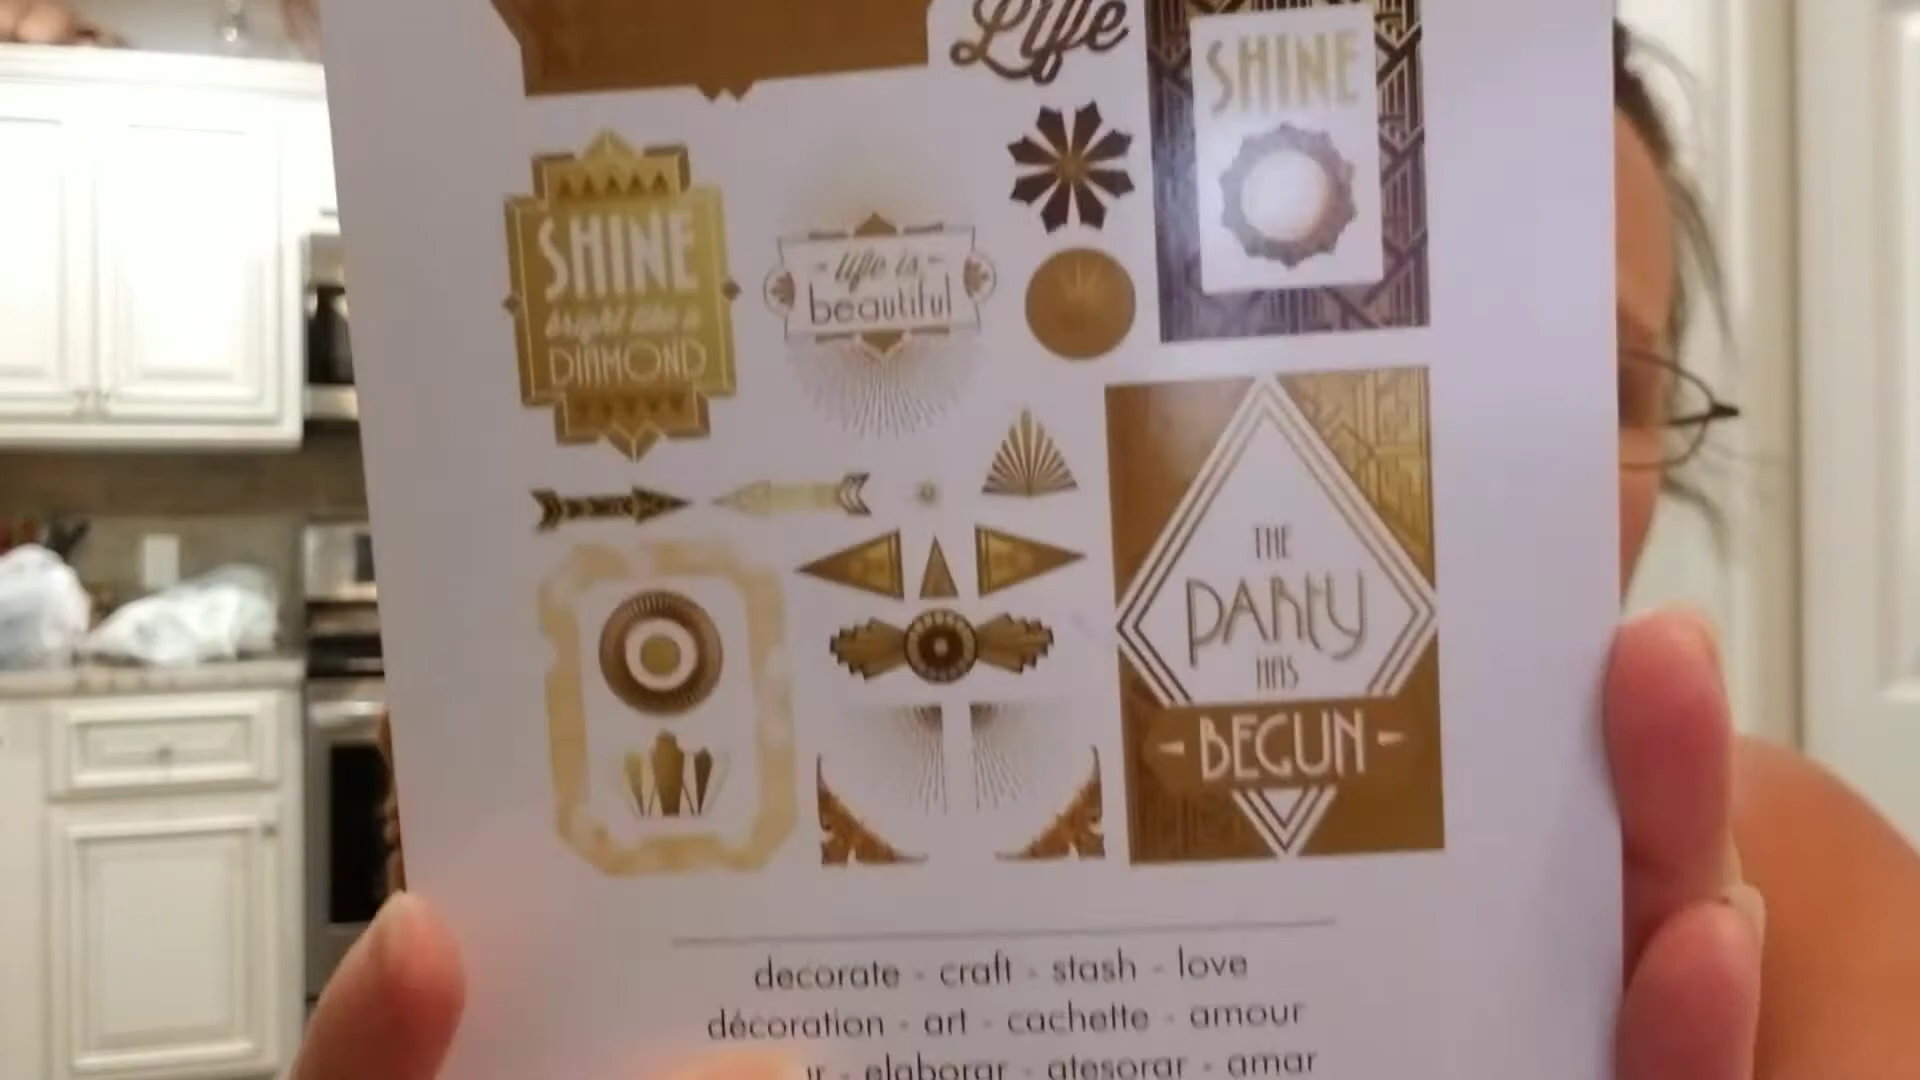 Life
SHINE
SHINE
bright like a
DIAMOND
- life is -
beautiful
THE
PARTY
HAS
- BEGUN -
decorate - craft - stash - love
décoration - art - cachette - amour
- elaborar - atesorar - amar